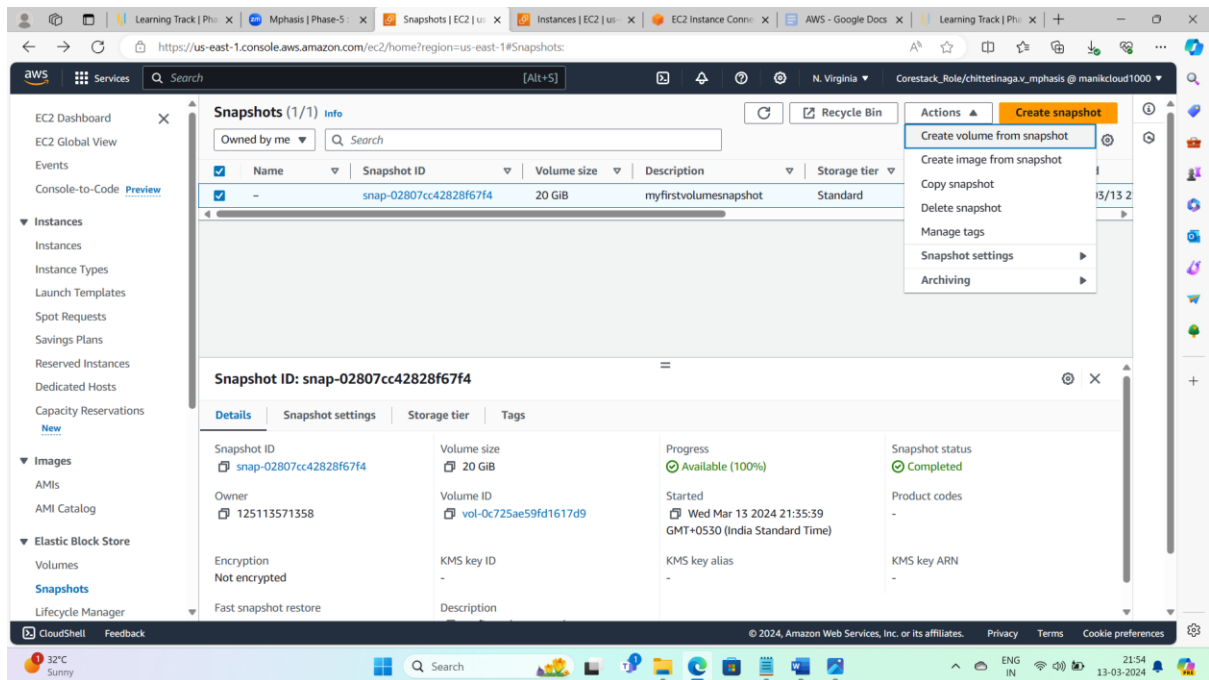 Learning Track | Pha
Mphasis | Phase-5 :
Snapshots | EC2 | us
Instances | EC2 | us-
EC2 Instance Conne
AWS - Google Docs
Learning Track | Pha
https://us-east-1.console.aws.amazon.com/ec2/home?region=us-east-1#Snapshots:
aws
Services
Search
[Alt+S]
N. Virginia
Corestack_Role/chittetinaga.v_mphasis @ manikcloud1000
EC2 Dashboard
EC2 Global View
Events
Console-to-Code Preview
Instances
Instances
Instance Types
Launch Templates
Spot Requests
Savings Plans
Reserved Instances
Dedicated Hosts
Capacity Reservations
New
Images
AMIs
AMI Catalog
Elastic Block Store
Volumes
Snapshots
Lifecycle Manager
Snapshots (1/1) Info
Recycle Bin
Actions
Create snapshot
Owned by me
Search
Name
Snapshot ID
Volume size
Description
Storage tier
–
snap-02807cc42828f67f4
20 GiB
myfirstvolumesnapshot
Standard
03/13 2
Create volume from snapshot
Create image from snapshot
Copy snapshot
Delete snapshot
Manage tags
Snapshot settings
Archiving
Snapshot ID: snap-02807cc42828f67f4
Details
Snapshot settings
Storage tier
Tags
Snapshot ID
snap-02807cc42828f67f4
Volume size
20 GiB
Progress
Available (100%)
Snapshot status
Completed
Owner
125113571358
Volume ID
vol-0c725ae59fd1617d9
Started
Wed Mar 13 2024 21:35:39
GMT+0530 (India Standard Time)
Product codes
-
Encryption
Not encrypted
KMS key ID
-
KMS key alias
-
KMS key ARN
-
Fast snapshot restore
Description
CloudShell
Feedback
© 2024, Amazon Web Services, Inc. or its affiliates.
Privacy
Terms
Cookie preferences
1
32°C
Sunny
Search
ENG
IN
21:54
13-03-2024